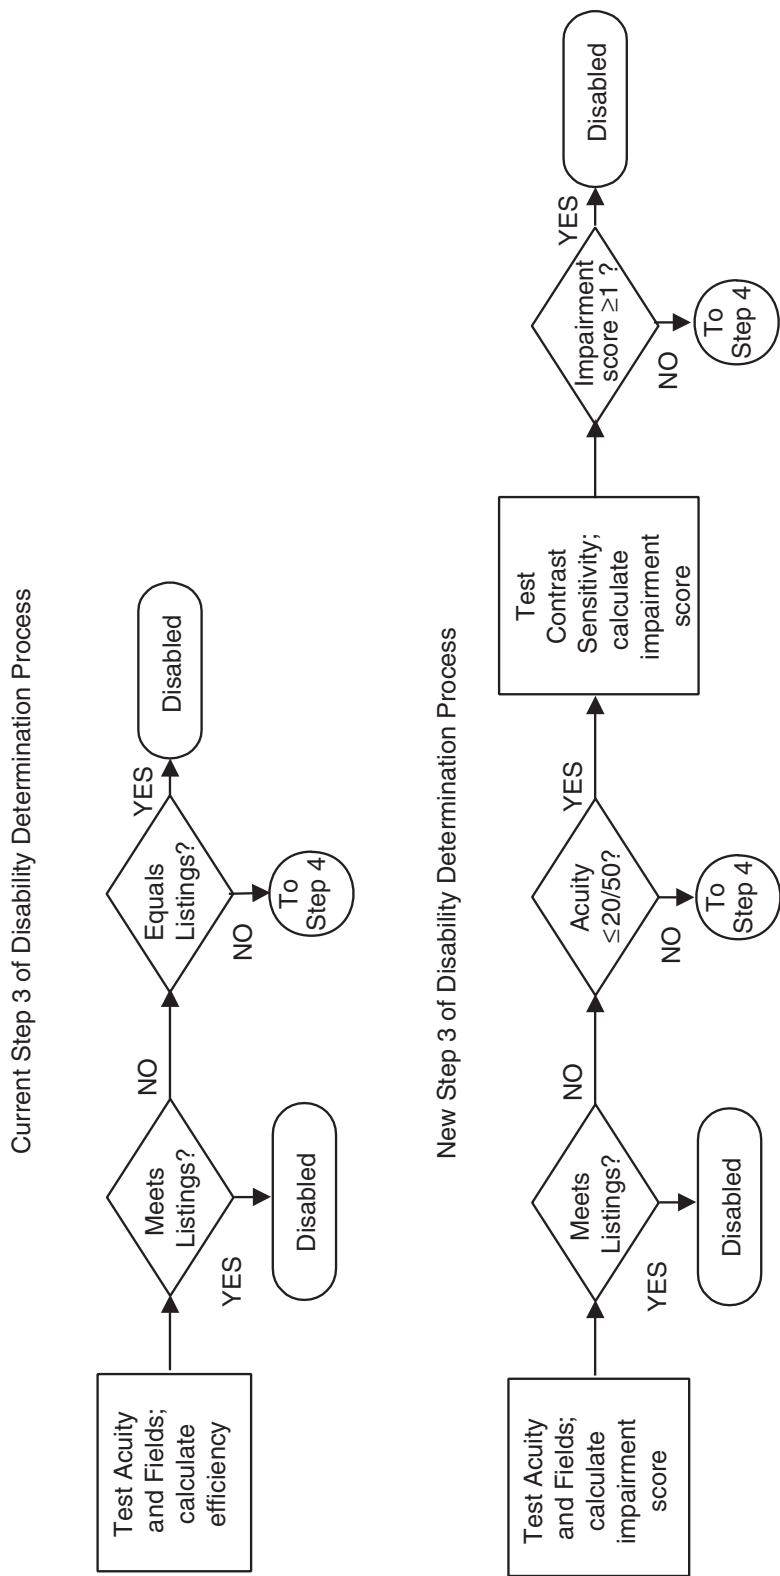 Current Step 3 of Disability Determination Process
Test Acuity
and Fields;
calculate
efficiency
Meets
Listings?
YES
Disabled
NO
Equals
Listings?
NO
To
Step 4
YES
Disabled
New Step 3 of Disability Determination Process
Test Acuity
and Fields;
calculate
impairment
score
Meets
Listings?
YES
Disabled
NO
Acuity
≤20/50?
NO
To
Step 4
YES
Test
Contrast
Sensitivity;
calculate
impairment
score
Impairment
score ≥1 ?
NO
To
Step 4
YES
Disabled